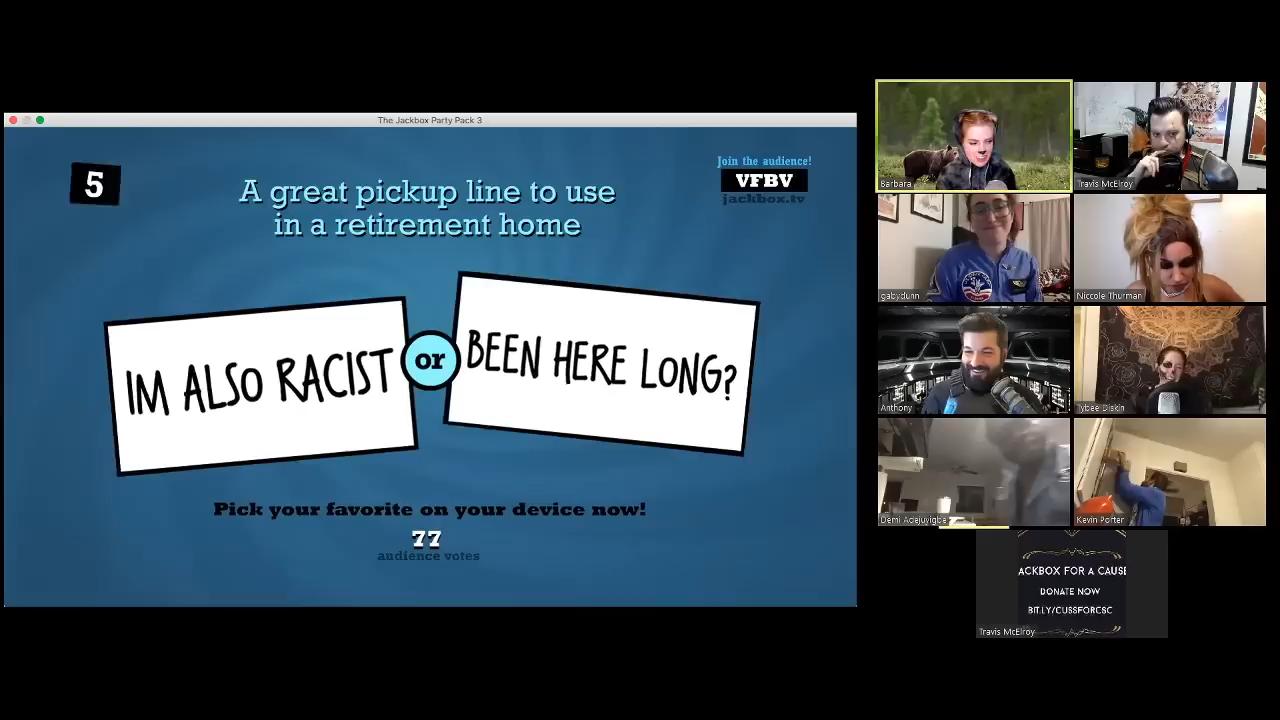 The Jackbox Party Pack 3
5
A great pickup line to use
in a retirement home
Join the audience!
VFBV
jackbox.tv
IM ALSO RACIST
or
BEEN HERE LONG?
Pick your favorite on your device now!
77
audience votes
Barbara
Travis McElroy
gabydunn
Niccole Thurman
Anthony
Tybee Diskin
Demi Adejuyigbe
Kevin Porter
ACKBOX FOR A CAUSE
DONATE NOW
BIT.LY/CUSSFORCSC
Travis McElroy